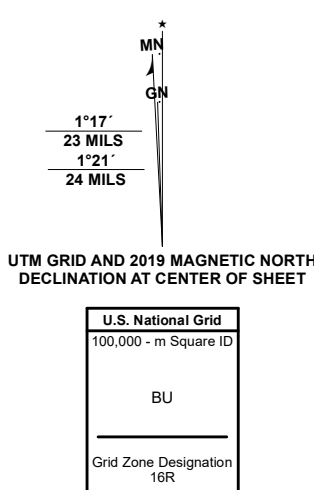 MN
GN
1°17´
23 MILS
1°21´
24 MILS
UTM GRID AND 2019 MAGNETIC NORTH
DECLINATION AT CENTER OF SHEET
U.S. National Grid
100,000 - m Square ID
BU
Grid Zone Designation
16R